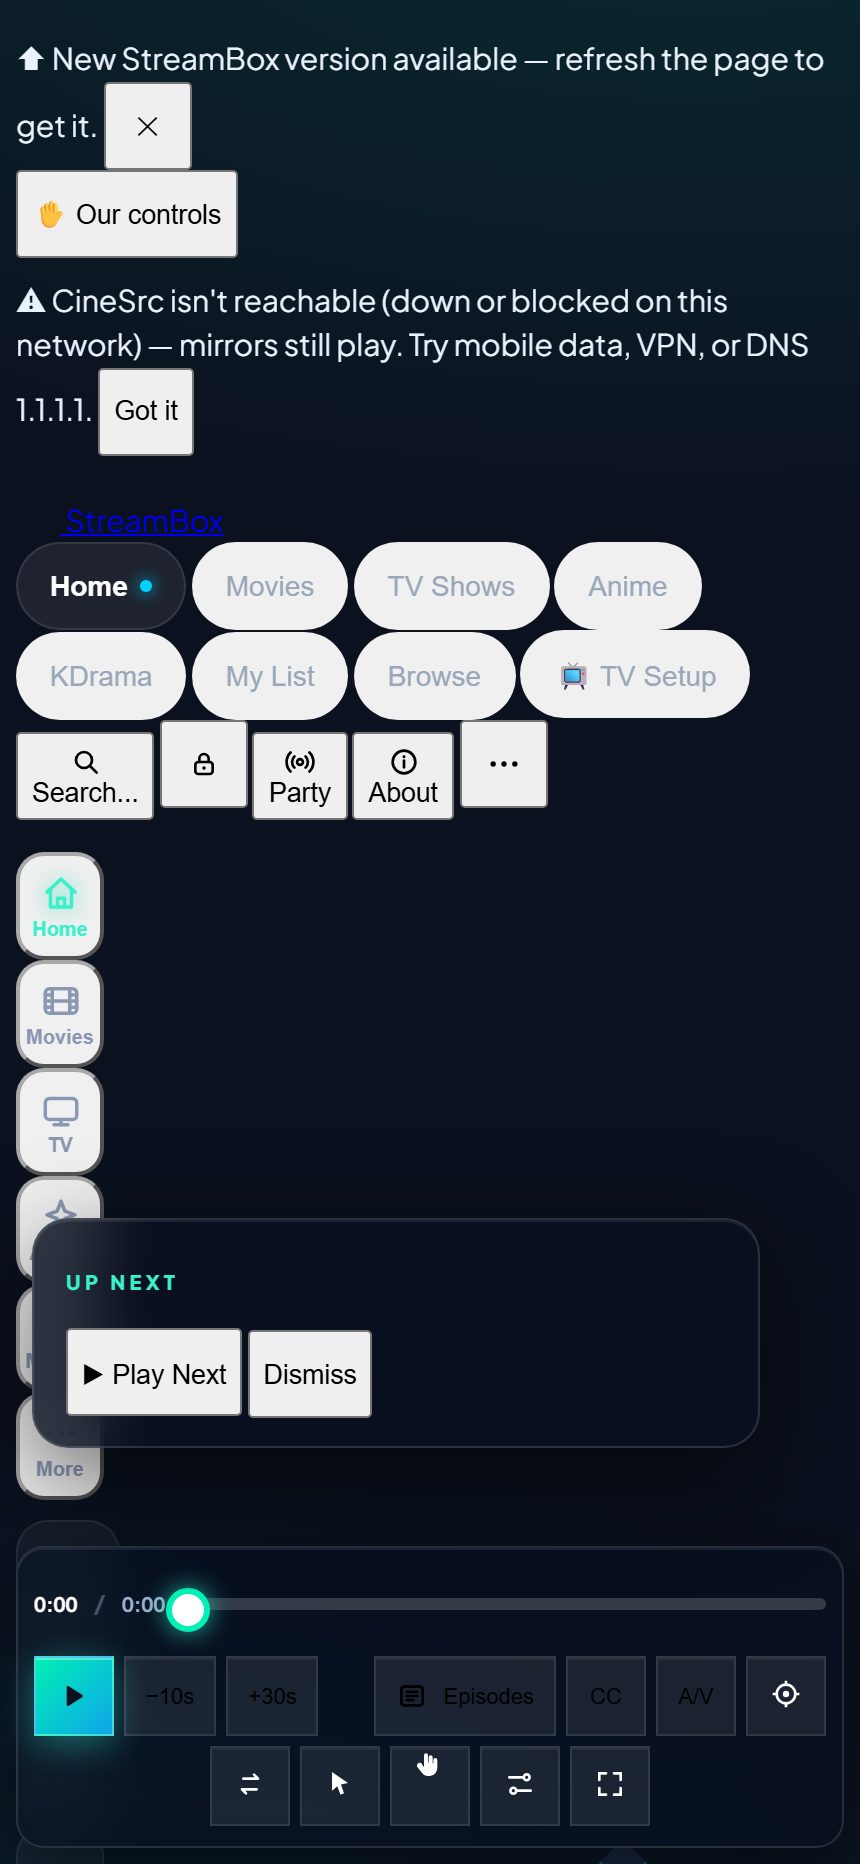 New StreamBox version available — refresh the page to
get it.
Our controls
CineSrc isn't reachable (down or blocked on this
network) — mirrors still play. Try mobile data, VPN, or DNS
1.1.1.1. Got it
StreamBox
Home Movies TV Shows Anime
KDrama My List Browse TV Setup
Search... Party About
Home
Movies
TV
UP NEXT
▶ Play Next Dismiss
More
0:00 / 0:00
−10s +30s Episodes CC A/V